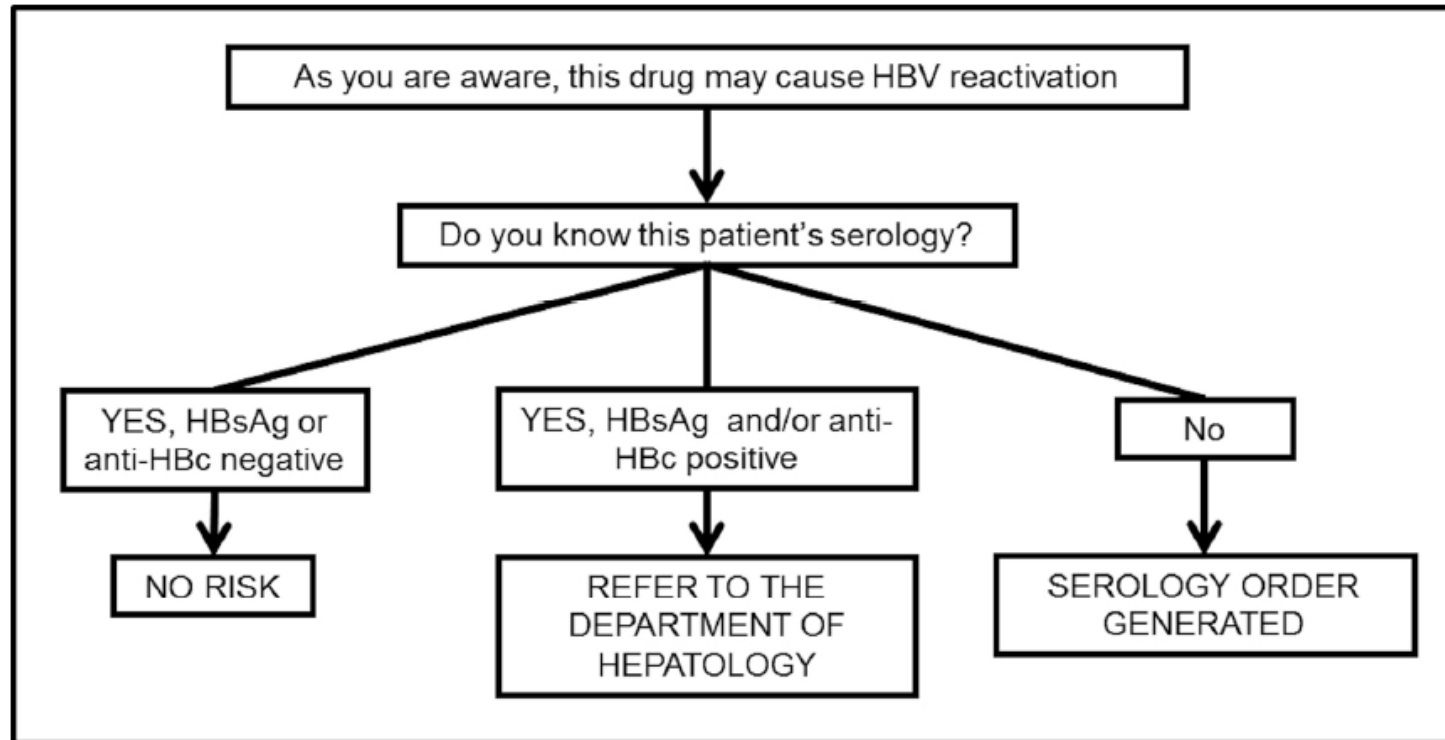 As you are aware, this drug may cause HBV reactivation
Do you know this patient's serology?
YES, HBsAg or
anti-HBc negative
YES, HBsAg and/or anti-
HBc positive
No
NO RISK
REFER TO THE
DEPARTMENT OF
HEPATOLOGY
SEROLOGY ORDER
GENERATED